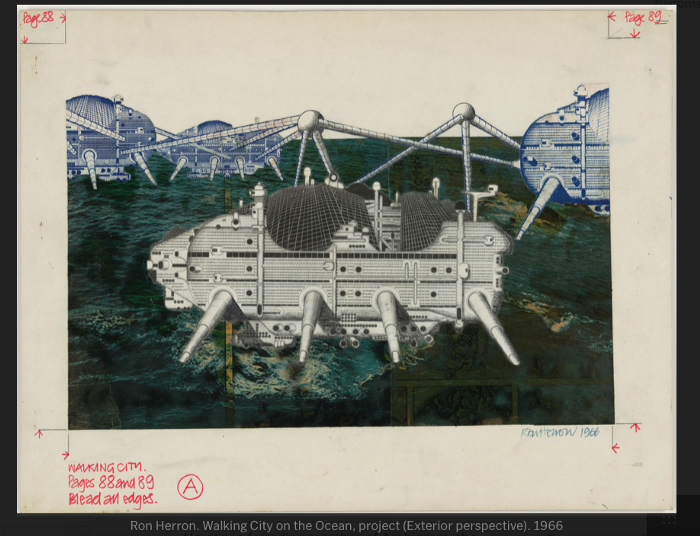 Page 88
Page 89
Ron Herron 1966
WALKING CITY.
Pages 88 and 89
Bleed all edges.
A
Ron Herron. Walking City on the Ocean, project (Exterior perspective). 1966